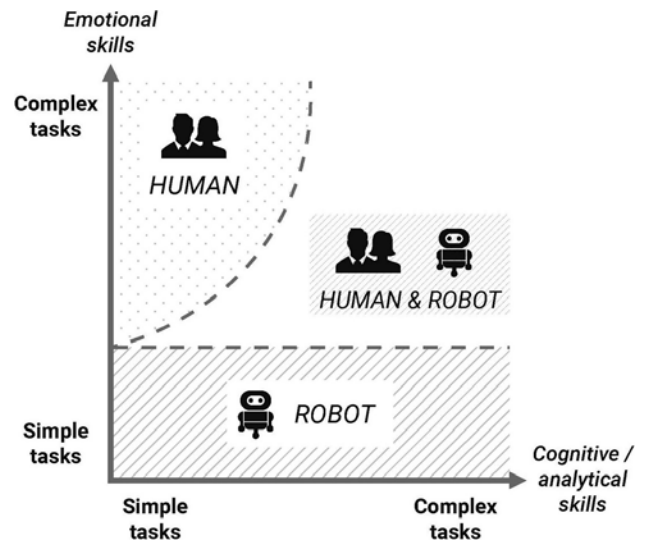 Emotional
skills
Complex
tasks
HUMAN
HUMAN & ROBOT
ROBOT
Simple
tasks
Cognitive /
analytical
skills
Simple
tasks
Complex
tasks